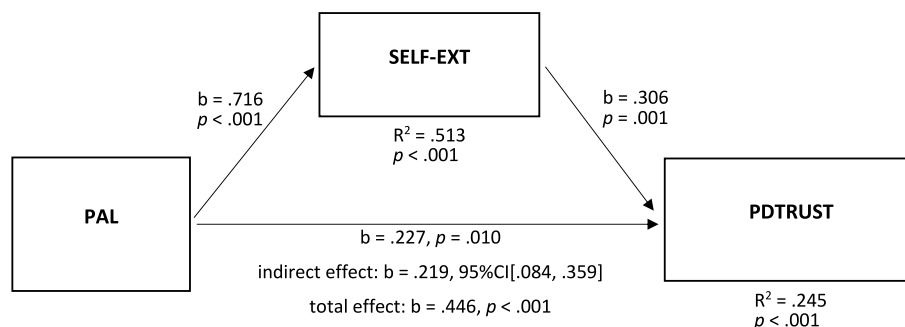 SELF-EXT
b = .716
p < .001
b = .306
p = .001
R² = .513
p < .001
PAL
PDTRUST
b = .227, p = .010
indirect effect: b = .219, 95%CI[.084, .359]
total effect: b = .446, p < .001
R² = .245
p < .001